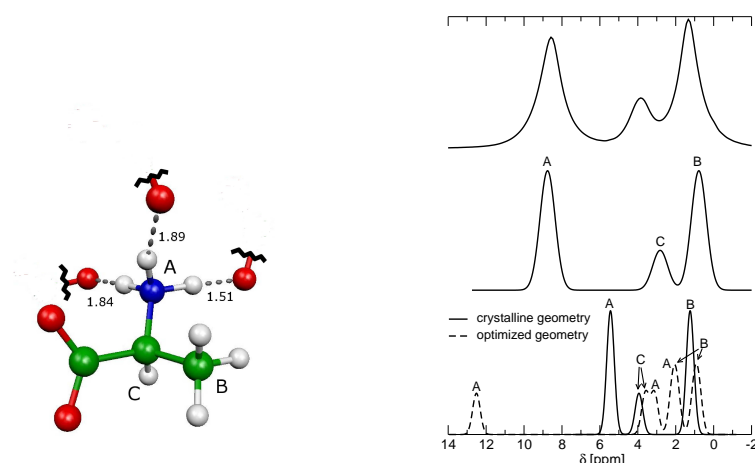 1.89
A
1.84
1.51
C
B
A
B
C
crystalline geometry
optimized geometry
B
A
C
A
B
A
A
14 12 10 8 6 4 2 0 -2
δ [ppm]